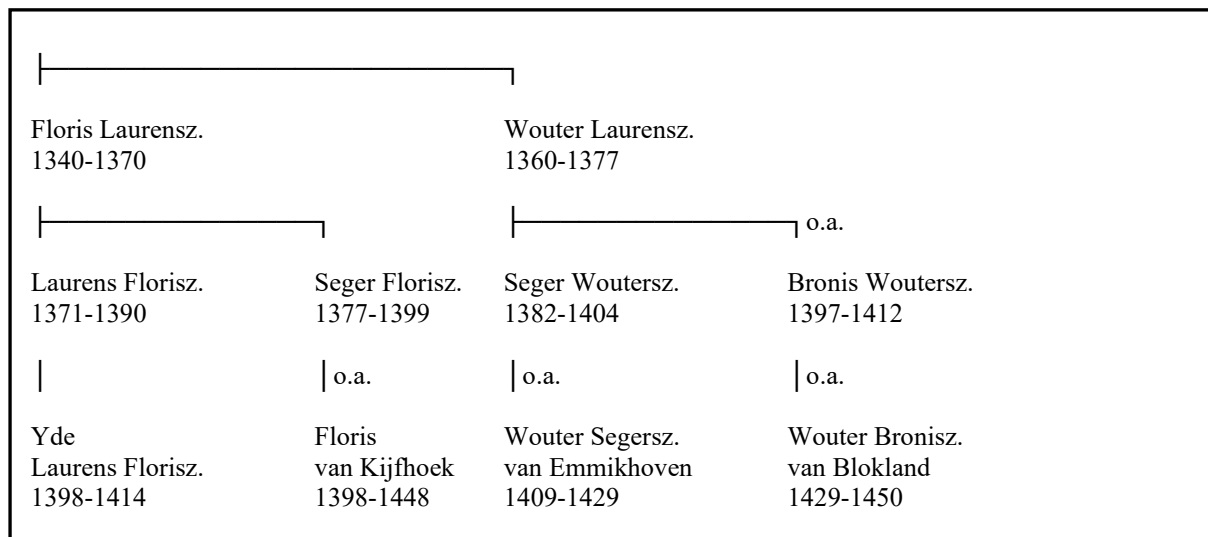 Floris Laurensz. Wouter Laurensz.
1340-1370 1360-1377
o.a.
Laurens Florisz. Seger Florisz. Seger Woutersz. Bronis Woutersz.
1371-1390 1377-1399 1382-1404 1397-1412
o.a. o.a. o.a.
Yde Floris Wouter Segersz. Wouter Bronisz.
Laurens Florisz. van Kijfhoek van Emmikhoven van Blokland
1398-1414 1398-1448 1409-1429 1429-1450